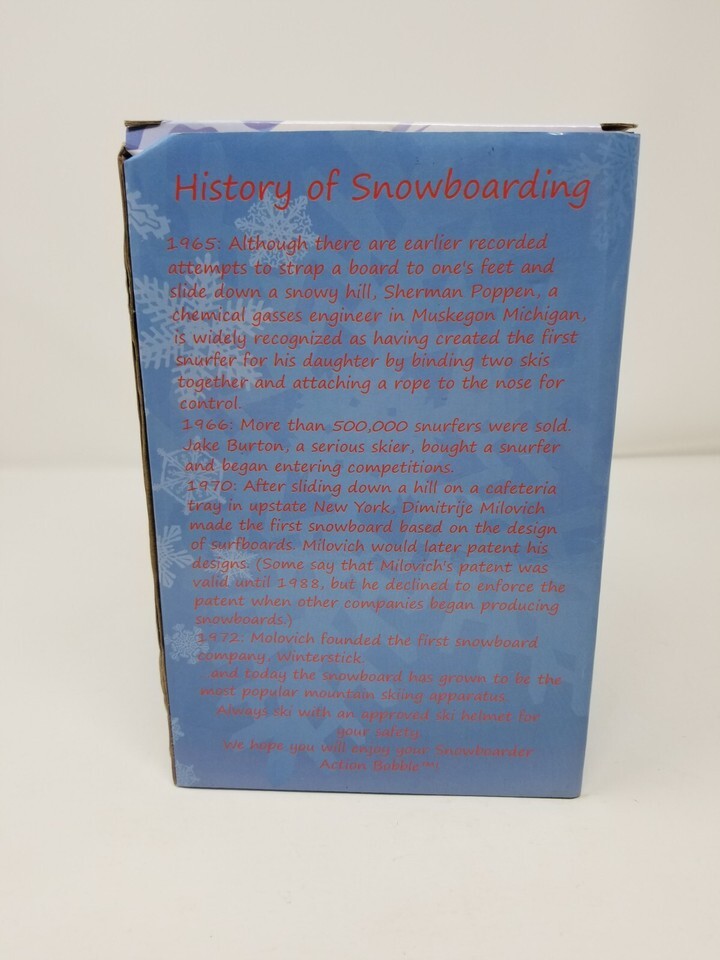 History of Snowboarding
1965: Although there are earlier recorded
attempts to strap a board to one's feet and
slide down a snowy hill, Sherman Poppen, a
chemical gasses engineer in Muskegon Michigan,
is widely recognized as having created the first
snurfer for his daughter by binding two skis
together and attaching a rope to the nose for
control.
1966: More than 500,000 snurfers were sold.
Jake Burton, a serious skier, bought a snurfer
and began entering competitions.
1970: After sliding down a hill on a cafeteria
tray in upstate New York, Dimitrije Milovich
made the first snowboard based on the design
of surfboards. Milovich would later patent his
designs. (Some say that Milovich's patent was
valid until 1988, but he declined to enforce the
patent when other companies began producing
snowboards.)
1972: Molovich founded the first snowboard
company, Winterstick.
and today the snowboard has grown to be the
most popular mountain skiing apparatus.
Always ski with an approved ski helmet for
your safety.
We hope you will enjoy your Snowboarder
Action Bobble™!